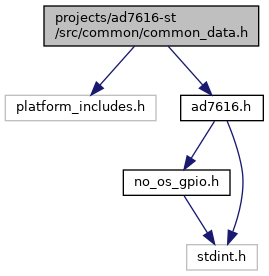 projects/ad7616-st
/src/common/common_data.h
platform_includes.h
ad7616.h
no_os_gpio.h
stdint.h